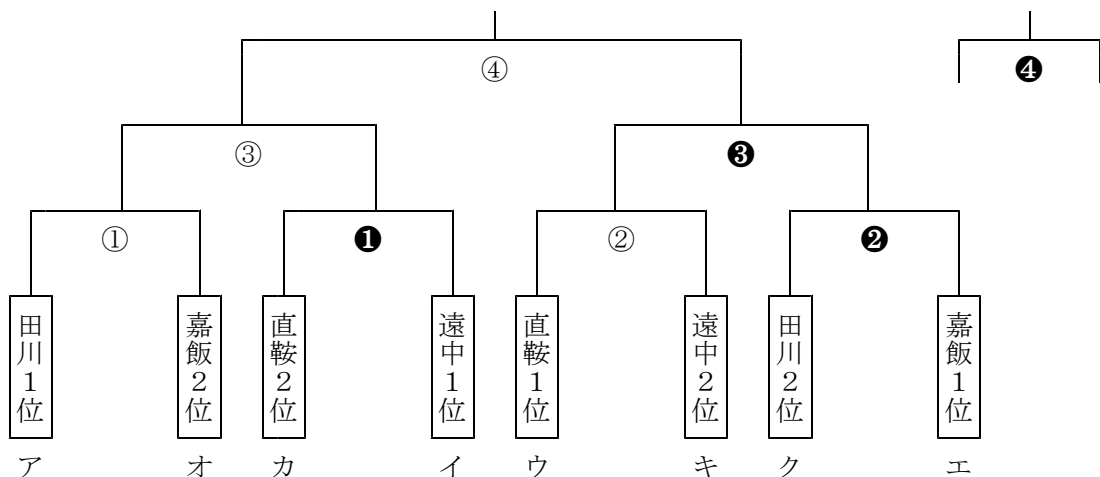 ④
❹
③
❸
①
❶
②
❷
田川1位
嘉飯2位
直鞍2位
遠中1位
直鞍1位
遠中2位
田川2位
嘉飯1位
ア
オ
カ
イ
ウ
キ
ク
エ